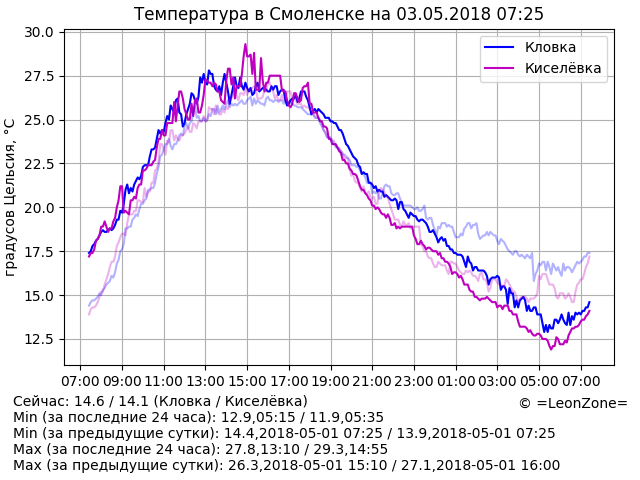 Температура в Смоленске на 03.05.2018 07:25
Кловка
Киселёвка
градусов Цельсия, °C
30.0
27.5
25.0
22.5
20.0
17.5
15.0
12.5
07:00 09:00 11:00 13:00 15:00 17:00 19:00 21:00 23:00 01:00 03:00 05:00 07:00
Сейчас: 14.6 / 14.1 (Кловка / Киселёвка)
© =LeonZone=
Min (за последние 24 часа): 12.9,05:15 / 11.9,05:35
Min (за предыдущие сутки): 14.4,2018-05-01 07:25 / 13.9,2018-05-01 07:25
Max (за последние 24 часа): 27.8,13:10 / 29.3,14:55
Max (за предыдущие сутки): 26.3,2018-05-01 15:10 / 27.1,2018-05-01 16:00